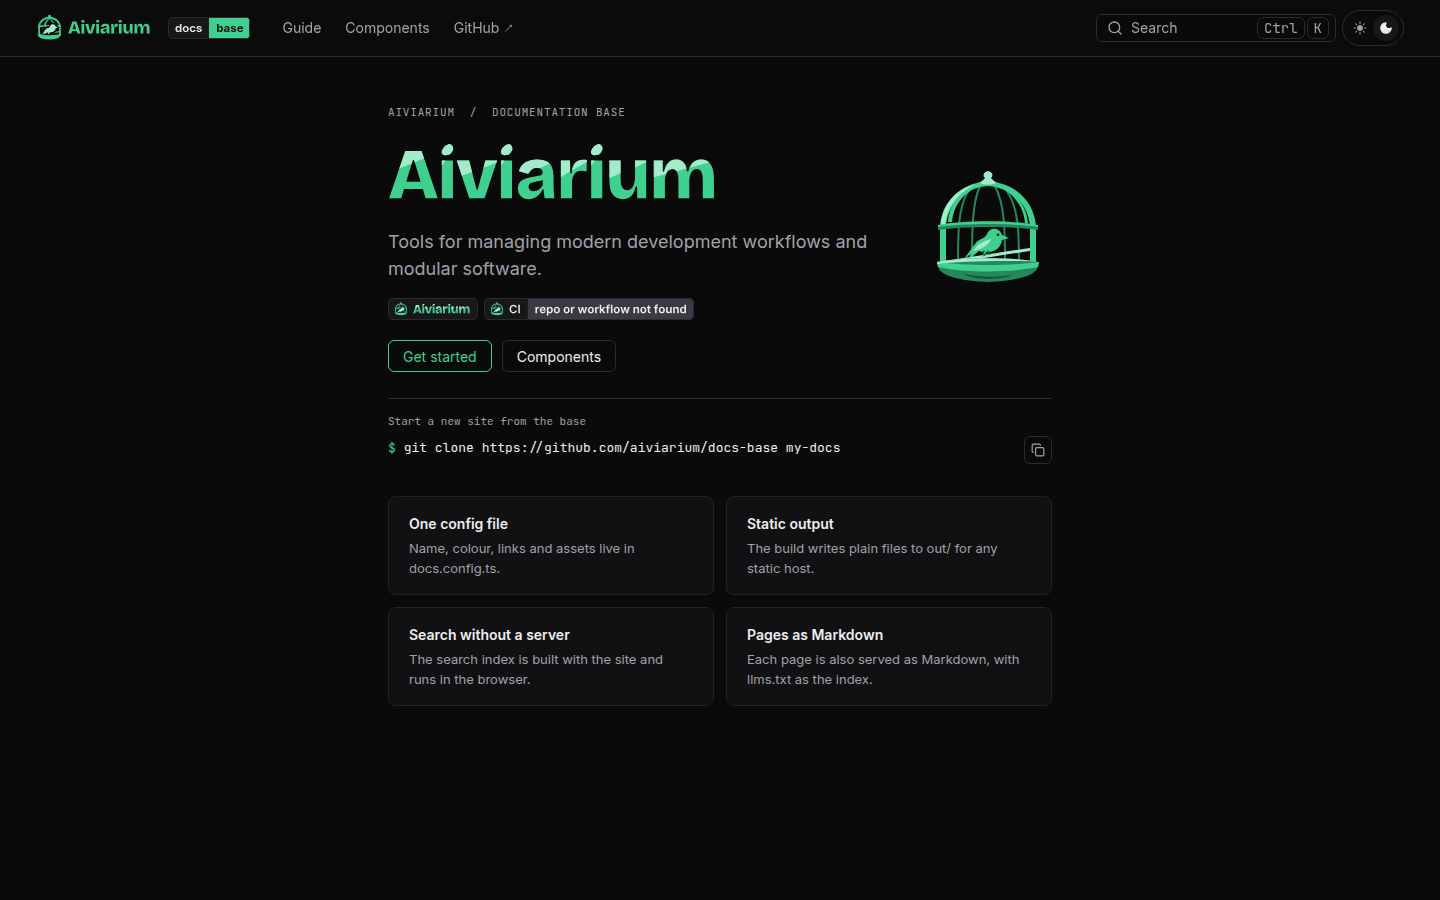 Aiviarium docs base Guide Components GitHub ↗ Search Ctrl K
AIVIARIUM / DOCUMENTATION BASE
Aiviarium
Tools for managing modern development workflows and
modular software.
Aiviarium CI repo or workflow not found
Get started Components
Start a new site from the base
$ git clone https://github.com/aiviarium/docs-base my-docs
One config file
Name, colour, links and assets live in
docs.config.ts.
Static output
The build writes plain files to out/ for any
static host.
Search without a server
The search index is built with the site and
runs in the browser.
Pages as Markdown
Each page is also served as Markdown, with
llms.txt as the index.